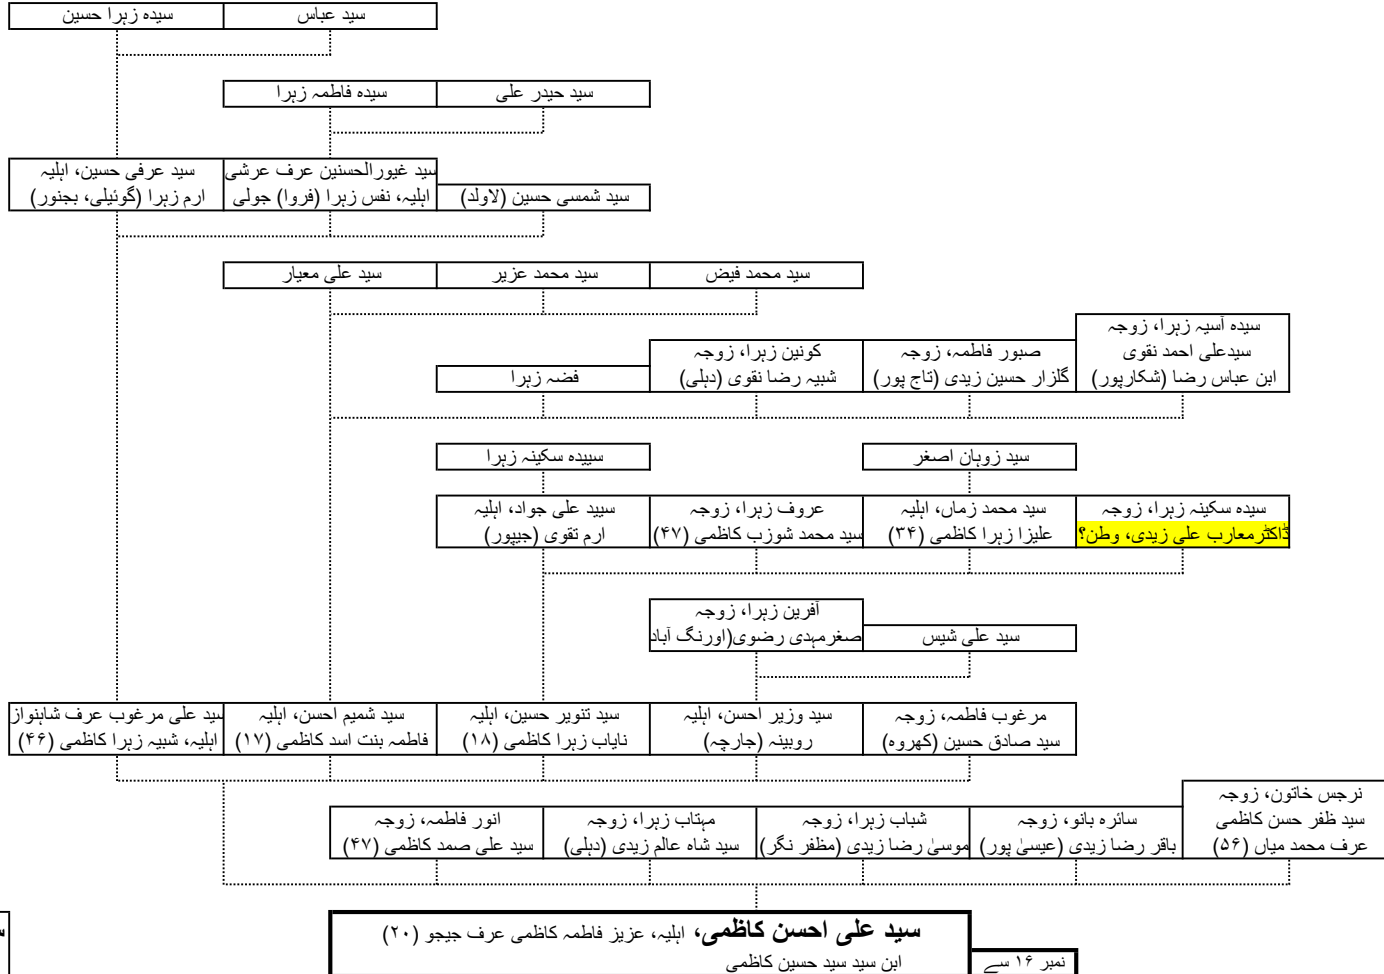 سید عباس
سیدہ زہرا حسین
سید حیدر علی
سیدہ فاطمہ زہرا
سید غیورالحسنین عرف عرشی
اہلیہ، نفس زہرا (فروا) جولی
سید عرفی حسین، اہلیہ
ارم زہرا (گوئیلی، بجنور)
سید شمسی حسین (لاولد)
سید محمد فیض
سید محمد عزیر
سید علی معیار
سیدہ آسیہ زہرا، زوجہ
سیدعلی احمد نقوی
ابن عباس رضا (شکارپور)
صبور فاطمہ، زوجہ
گلزار حسین زیدی (تاج پور)
کونین زہرا، زوجہ
شبیہ رضا نقوی (دہلی)
فضہ زہرا
سید زوہان اصغر
سییدہ سکینہ زہرا
سیدہ سکینہ زہرا، زوجہ
ڈاکٹرمعارب علی زیدی، وطن؟
سید محمد زماں، اہلیہ
علیزا زہرا کاظمی (۳۴)
عروف زہرا، زوجہ
سید محمد شوزب کاظمی (۴۷)
سیید علی جواد، اہلیہ
ارم تقوی (جیپور)
آفرین زہرا، زوجہ
صغرمہدی رضوی(اورنگ آباد
سید علی شیس
مرغوب فاطمہ، زوجہ
سید صادق حسین (کھروہ)
سید وزیر احسن، اہلیہ
روبینہ (جارچہ)
سید تنویر حسین، اہلیہ
نایاب زہرا کاظمی (۱۸)
سید شمیم احسن، اہلیہ
فاطمہ بنت اسد کاظمی (۱۷)
سید علی مرغوب عرف شاہنواز
اہلیہ، شبیہ زہرا کاظمی (۴۶)
نرجس خاتون، زوجہ
سید ظفر حسن کاظمی
عرف محمد میاں (۵۶)
سائرہ بانو، زوجہ
باقر رضا زیدی (عیسیٰ پور)
شباب زہرا، زوجہ
موسیٰ رضا زیدی (مظفر نگر)
مہتاب زہرا، زوجہ
سید شاہ عالم زیدی (دہلی)
انور فاطمہ، زوجہ
سید علی صمد کاظمی (۴۷)
سید علی احسن کاظمی، اہلیہ، عزیز فاطمہ کاظمی عرف جیجو (۲۰)
ابن سید سید حسین کاظمی
نمبر ۱۶ سے